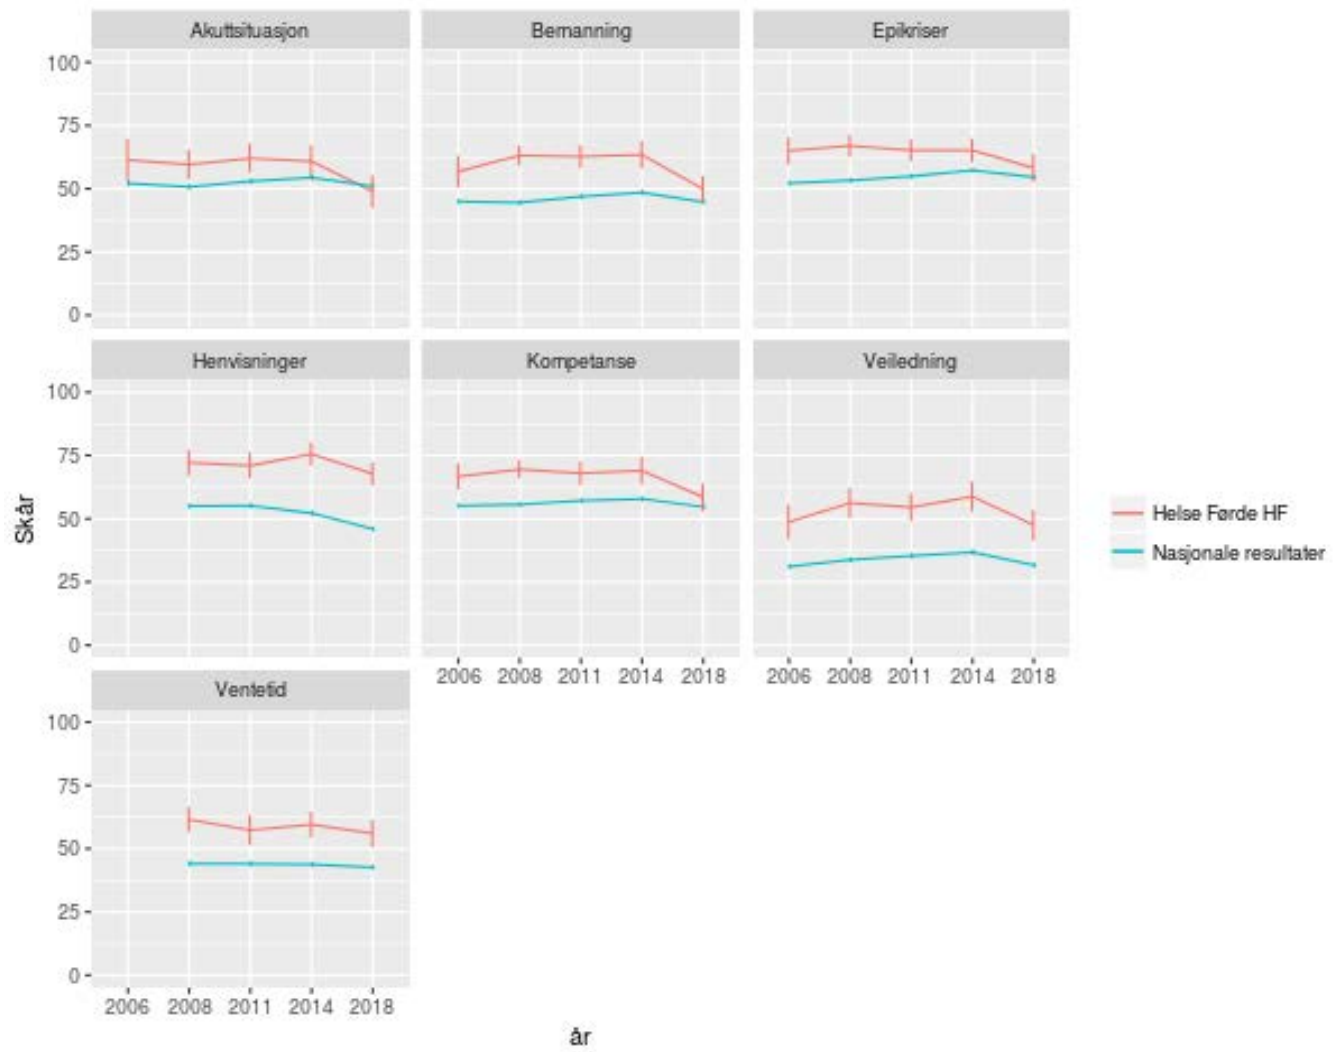 Akuttsituasjon Bemanning Epikriser
100
75
50
25
0
Henvisninger Kompetanse Veiledning
100
75
50
25
0
2006 2008 2011 2014 2018 2006 2008 2011 2014 2018
Ventetid
100
75
50
25
0
2006 2008 2011 2014 2018
år
Skår
Helse Førde HF
Nasjonale resultater